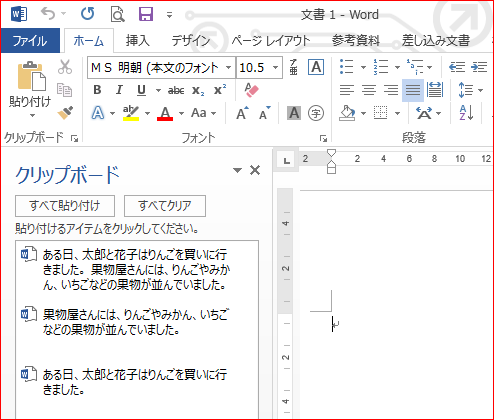 文書 1 - Word
ファイル ホーム 挿入 デザイン ページ レイアウト 参考資料 差し込み文書
ＭＳ 明朝 (本文のフォント 10.5 ア亜 A
貼り付け B I U abc x₂ x²
A ab A Aa A A A 字
クリップボード フォント 段落
クリップボード
すべて貼り付け すべてクリア
貼り付けるアイテムをクリックしてください。
ある日、太郎と花子はりんごを買いに行
きました。果物屋さんには、りんごやみか
ん、いちごなどの果物が並んでいました。
果物屋さんには、りんごやみかん、いちご
などの果物が並んでいました。
ある日、太郎と花子はりんごを買いに行
きました。
L 2 2 4 6 8 10 12
4
2
2
4